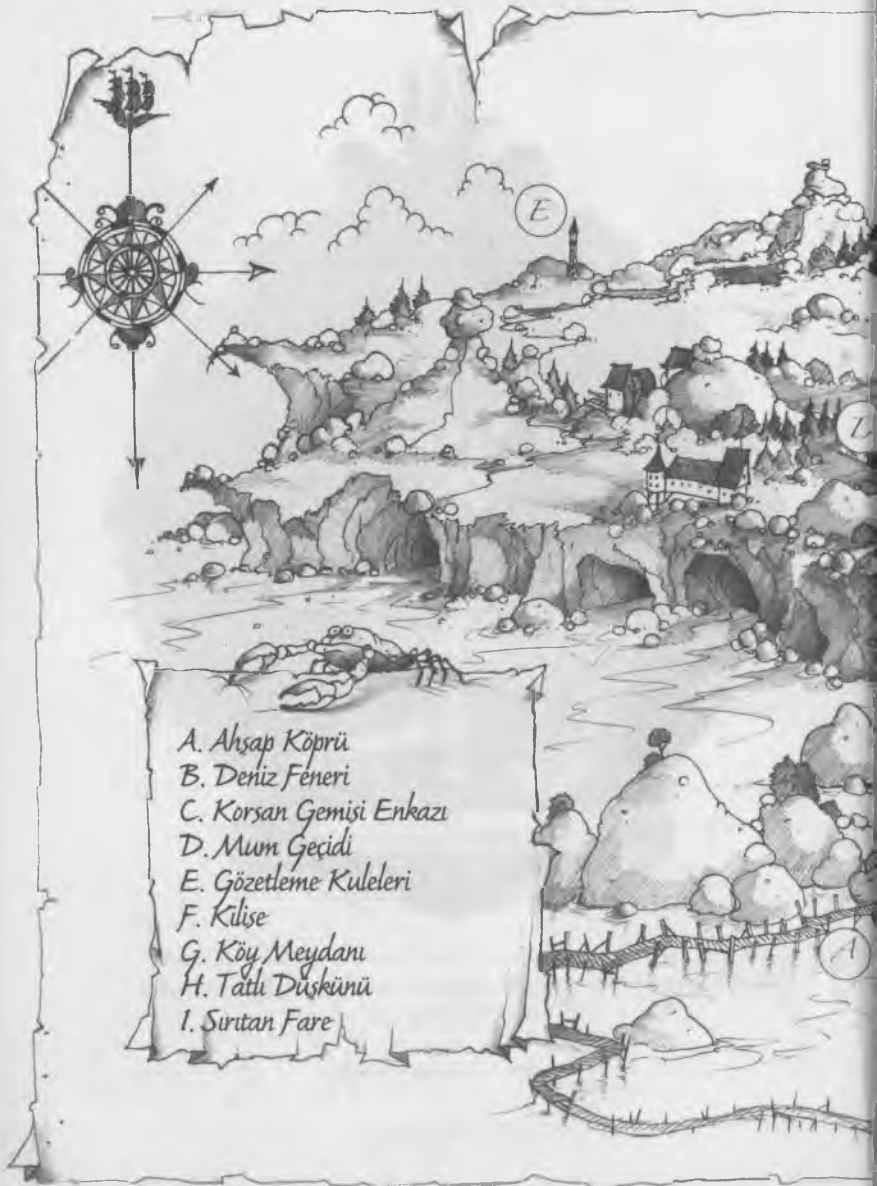 E
A. Ahşap Köprü
B. Deniz Feneri
C. Korsan Gemisi Enkazı
D. Mum Geçidi
E. Gözetleme Kuleleri
F. Kilise
G. Köy Meydanı
H. Tatlı Düşkünü
I. Sırıtan Fare
A